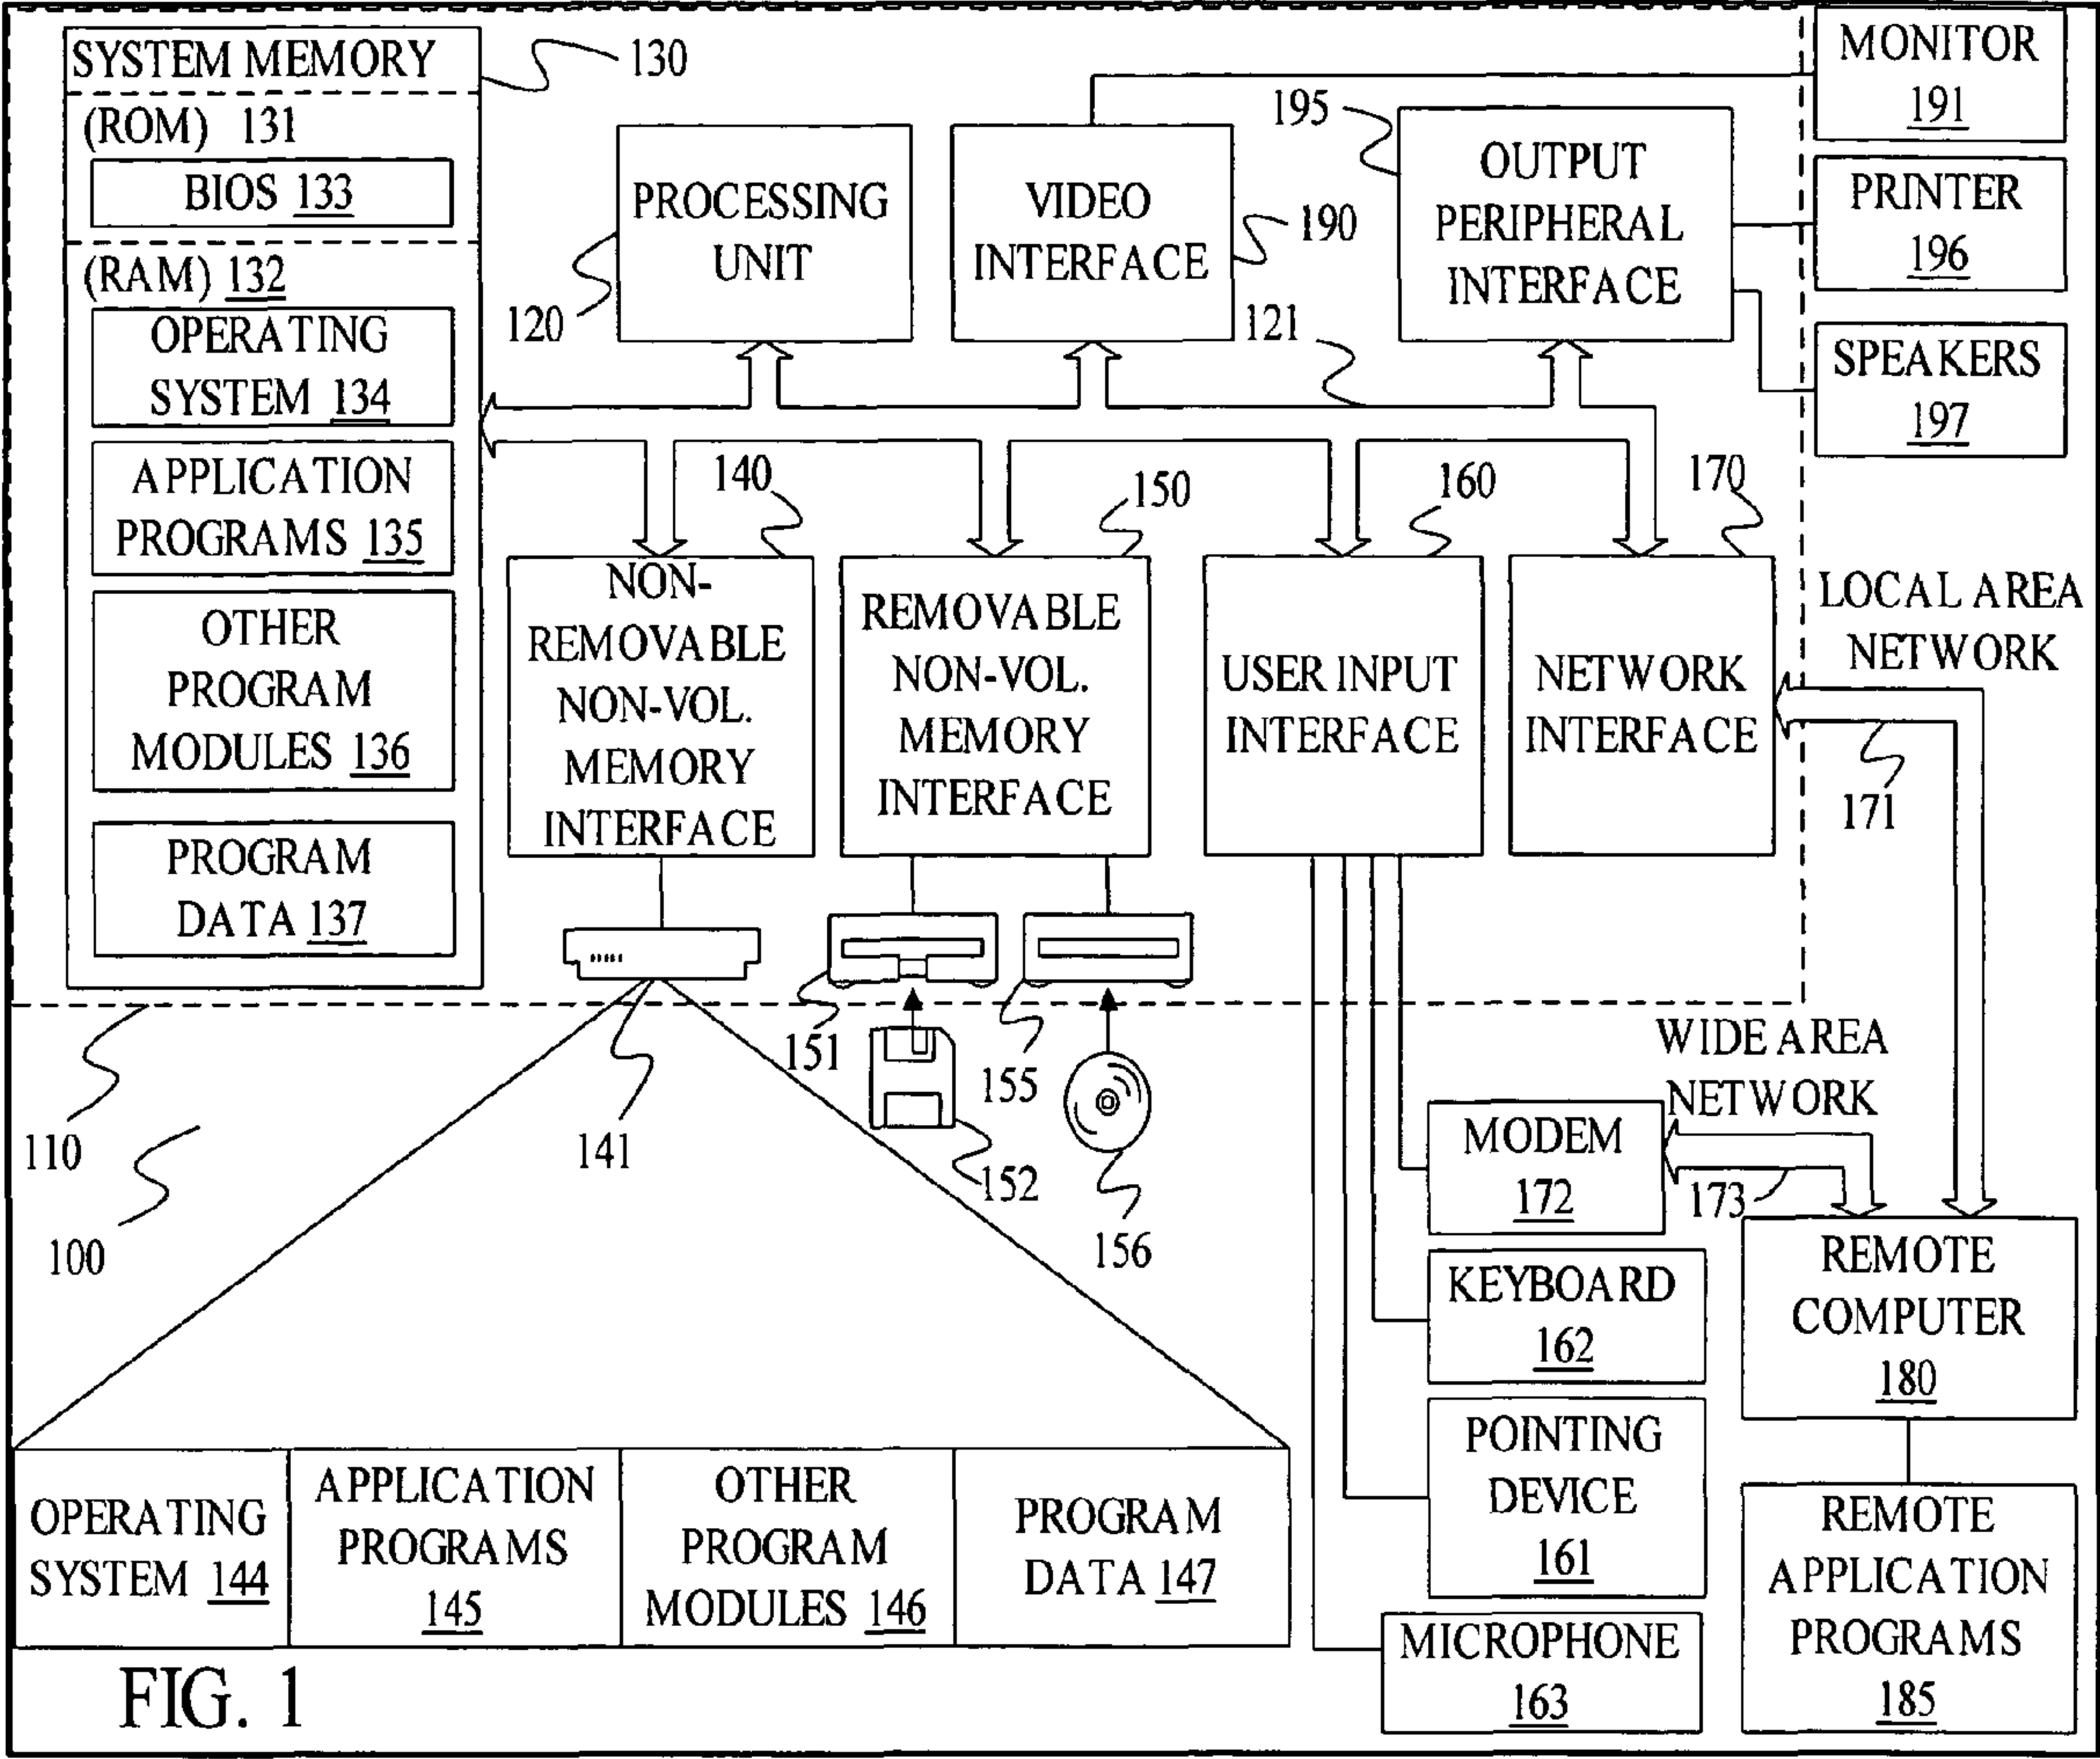 SYSTEM MEMORY
130
(ROM) 131
BIOS 133
(RAM) 132
OPERATING
SYSTEM 134
APPLICATION
PROGRAMS 135
OTHER
PROGRAM
MODULES 136
PROGRAM
DATA 137
PROCESSING
UNIT
120
VIDEO
INTERFACE
190
195
OUTPUT
PERIPHERAL
INTERFACE
121
MONITOR
191
PRINTER
196
SPEAKERS
197
140
NON-
REMOVABLE
NON-VOL.
MEMORY
INTERFACE
150
REMOVABLE
NON-VOL.
MEMORY
INTERFACE
160
USER INPUT
INTERFACE
170
NETWORK
INTERFACE
LOCAL AREA
NETWORK
171
110
100
141
151
152
155
156
WIDE AREA
NETWORK
MODEM
172
173
KEYBOARD
162
POINTING
DEVICE
161
MICROPHONE
163
REMOTE
COMPUTER
180
REMOTE
APPLICATION
PROGRAMS
185
OPERATING
SYSTEM 144
APPLICATION
PROGRAMS
145
OTHER
PROGRAM
MODULES 146
PROGRAM
DATA 147
FIG. 1